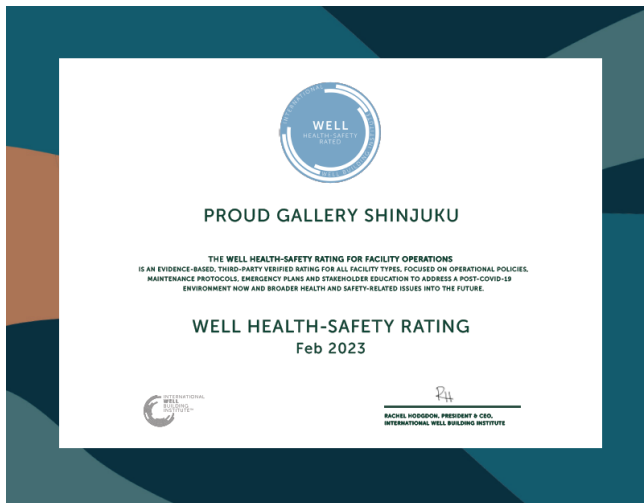 INTERNATIONAL
WELL
HEALTH-SAFETY
RATED
WELL BUILDING INSTITUTE
PROUD GALLERY SHINJUKU
THE WELL HEALTH-SAFETY RATING FOR FACILITY OPERATIONS
IS AN EVIDENCE-BASED, THIRD-PARTY VERIFIED RATING FOR ALL FACILITY TYPES, FOCUSED ON OPERATIONAL POLICIES,
MAINTENANCE PROTOCOLS, EMERGENCY PLANS AND STAKEHOLDER EDUCATION TO ADDRESS A POST-COVID-19
ENVIRONMENT NOW AND BROADER HEALTH AND SAFETY-RELATED ISSUES INTO THE FUTURE.
WELL HEALTH-SAFETY RATING
Feb 2023
INTERNATIONAL
WELL
BUILDING
INSTITUTE™
RH
RACHEL HODGDON, PRESIDENT & CEO,
INTERNATIONAL WELL BUILDING INSTITUTE